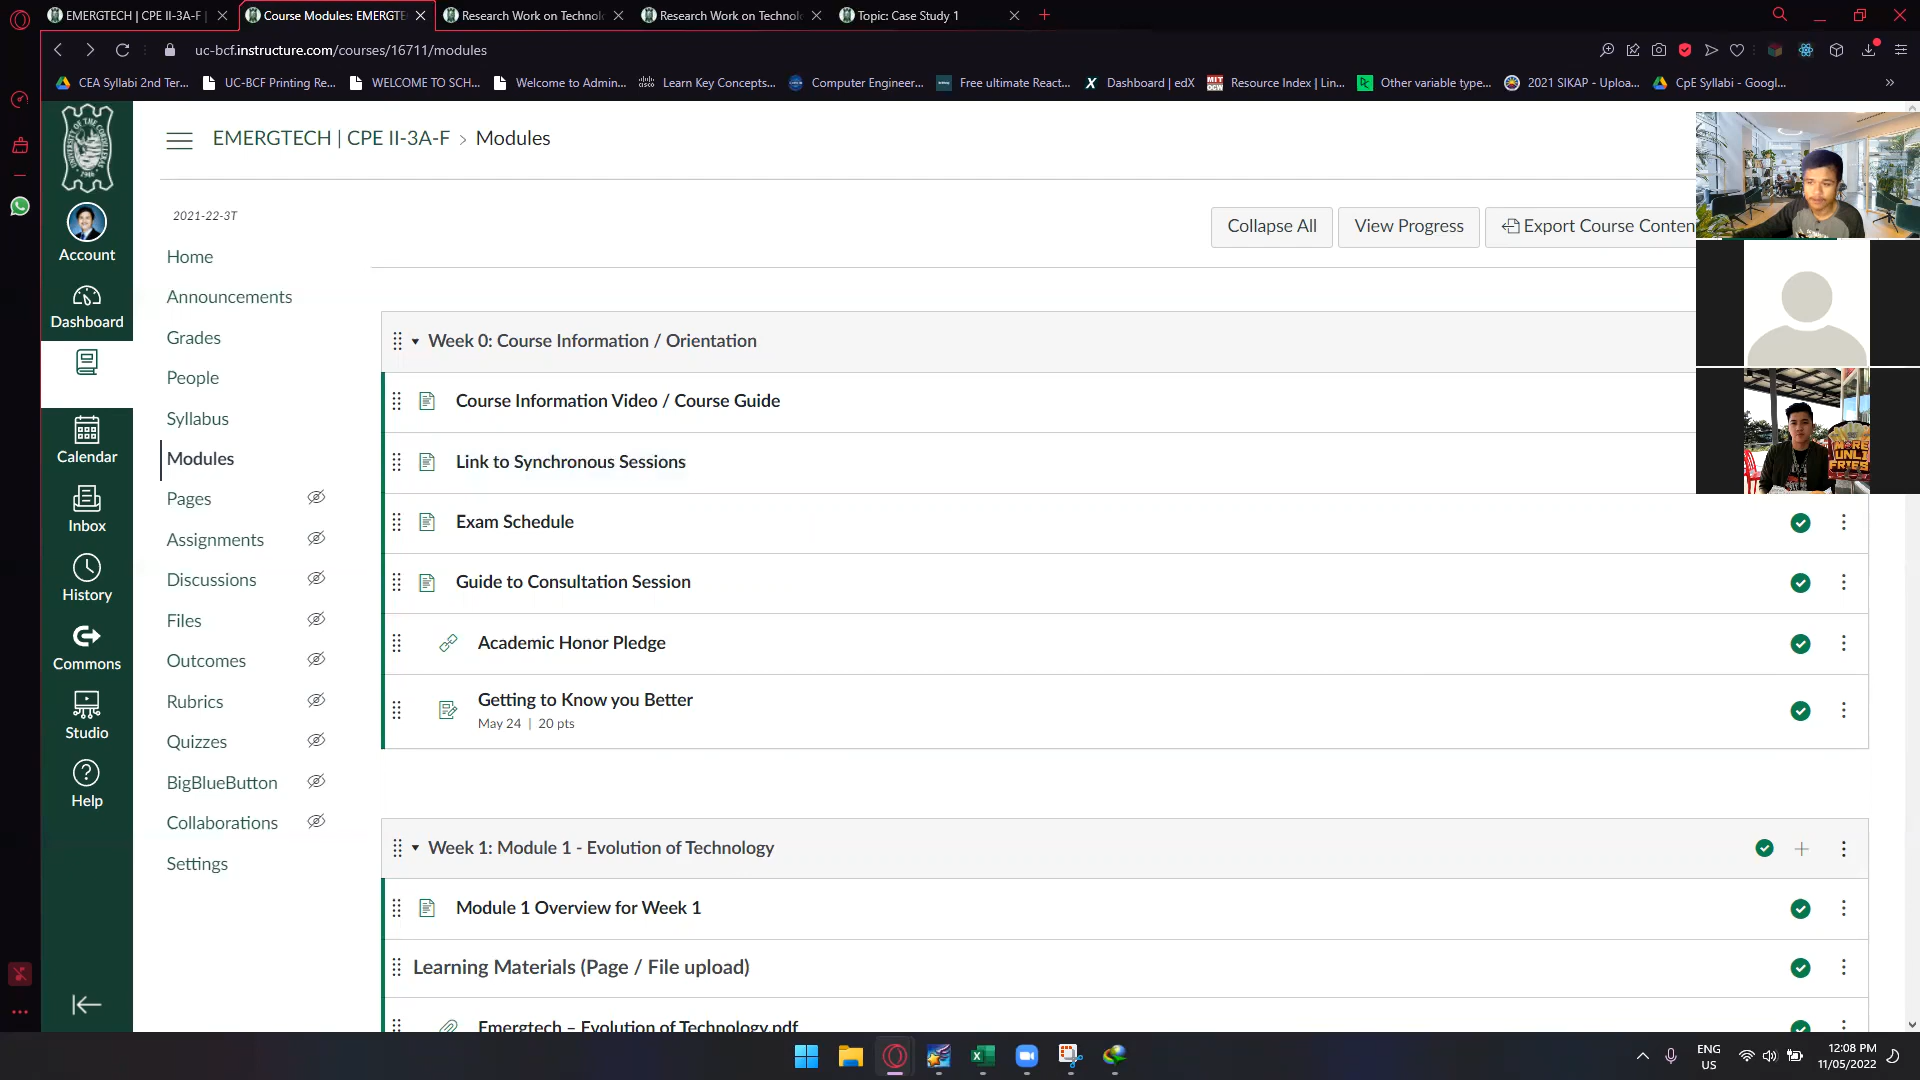 EMERGTECH | CPE II-3A-F |
Course Modules: EMERGTE
Research Work on Technol
Research Work on Technol
Topic: Case Study 1
uc-bcf.instructure.com/courses/16711/modules
CEA Syllabi 2nd Ter...
UC-BCF Printing Re...
WELCOME TO SCH...
Welcome to Admin...
Learn Key Concepts...
Computer Engineer...
Free ultimate React...
Dashboard | edX
Resource Index | Lin...
Other variable type...
2021 SIKAP - Uploa...
CpE Syllabi - Googl...
EMERGTECH | CPE II-3A-F > Modules
Account
Dashboard
Calendar
Inbox
History
Commons
Studio
Help
2021-22-3T
Home
Announcements
Grades
People
Syllabus
Modules
Pages
Assignments
Discussions
Files
Outcomes
Rubrics
Quizzes
BigBlueButton
Collaborations
Settings
Collapse All
View Progress
Export Course Conten
Week 0: Course Information / Orientation
Course Information Video / Course Guide
Link to Synchronous Sessions
Exam Schedule
Guide to Consultation Session
Academic Honor Pledge
Getting to Know you Better
May 24 | 20 pts
Week 1: Module 1 - Evolution of Technology
Module 1 Overview for Week 1
Learning Materials (Page / File upload)
Emergtech – Evolution of Technology.pdf
MORE
UNLI
FRIES
ENG
US
12:08 PM
11/05/2022